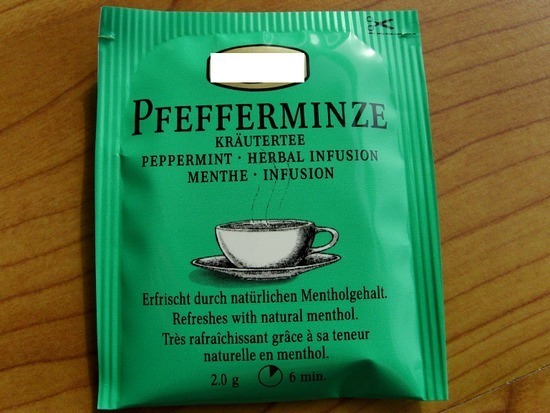 PFEFFERMINZE
KRÄUTERTEE
PEPPERMINT · HERBAL INFUSION
MENTHE · INFUSION
Erfrischt durch natürlichen Mentholgehalt.
Refreshes with natural menthol.
Très rafraîchissant grâce à sa teneur
naturelle en menthol.
2.0 g 6 min.